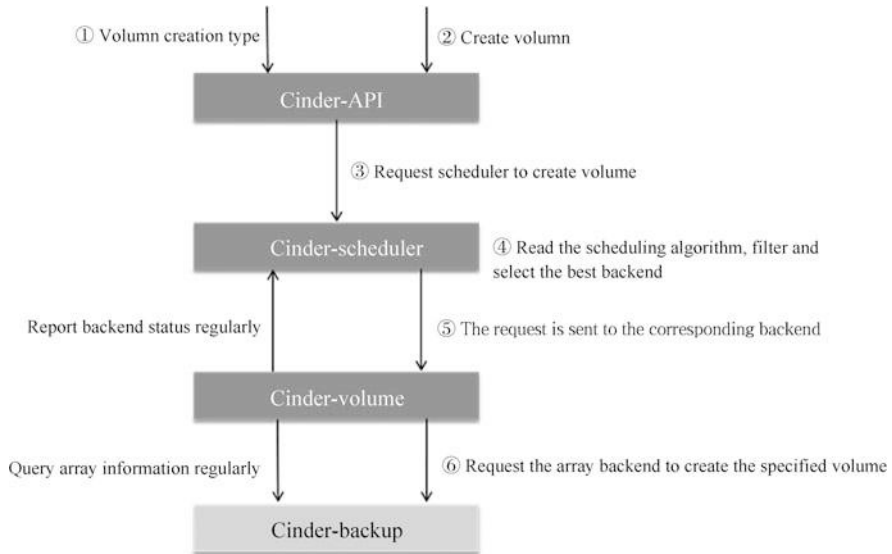 ① Volumn creation type
② Create volumn
Cinder-API
③ Request scheduler to create volume
Cinder-scheduler
④ Read the scheduling algorithm, filter and
select the best backend
Report backend status regularly
⑤ The request is sent to the corresponding backend
Cinder-volume
Query array information regularly
⑥ Request the array backend to create the specified volume
Cinder-backup